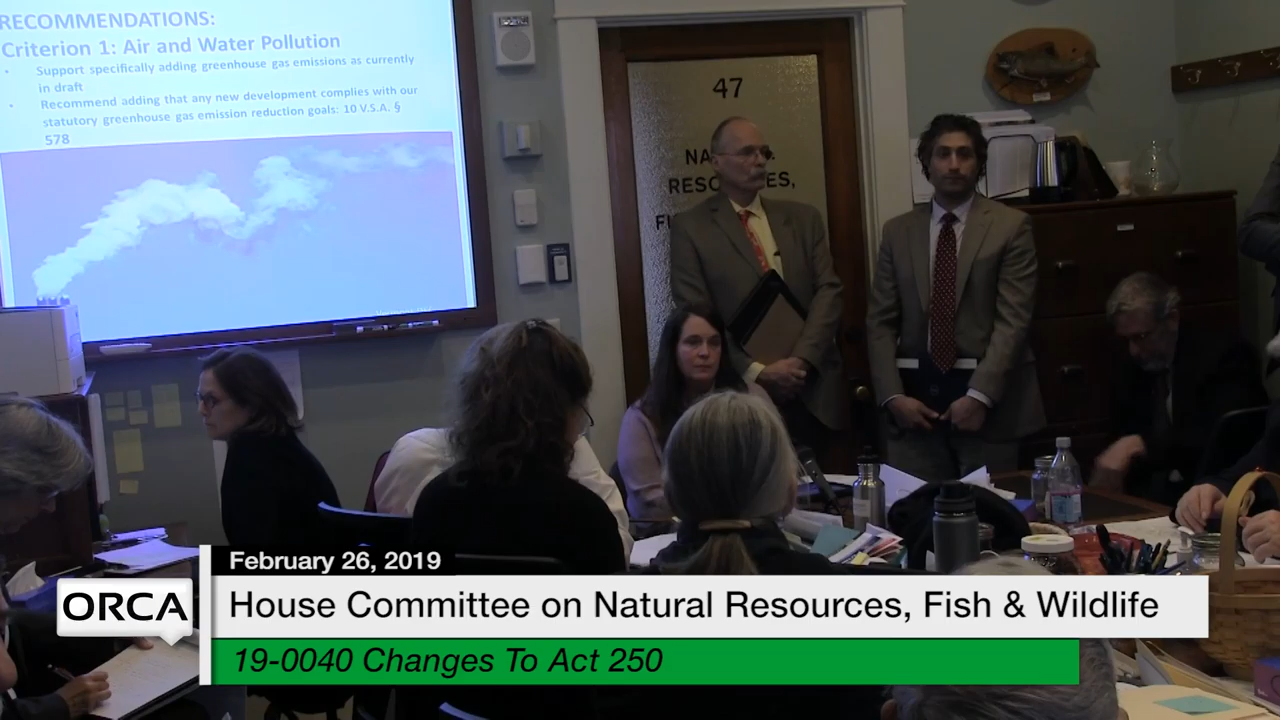 RECOMMENDATIONS:
Criterion 1: Air and Water Pollution
• Support specifically adding greenhouse gas emissions as currently
in draft
• Recommend adding that any new development complies with our
statutory greenhouse gas emission reduction goals: 10 V.S.A. §
578
47
RESOURCES,
February 26, 2019
ORCA
House Committee on Natural Resources, Fish & Wildlife
19-0040 Changes To Act 250